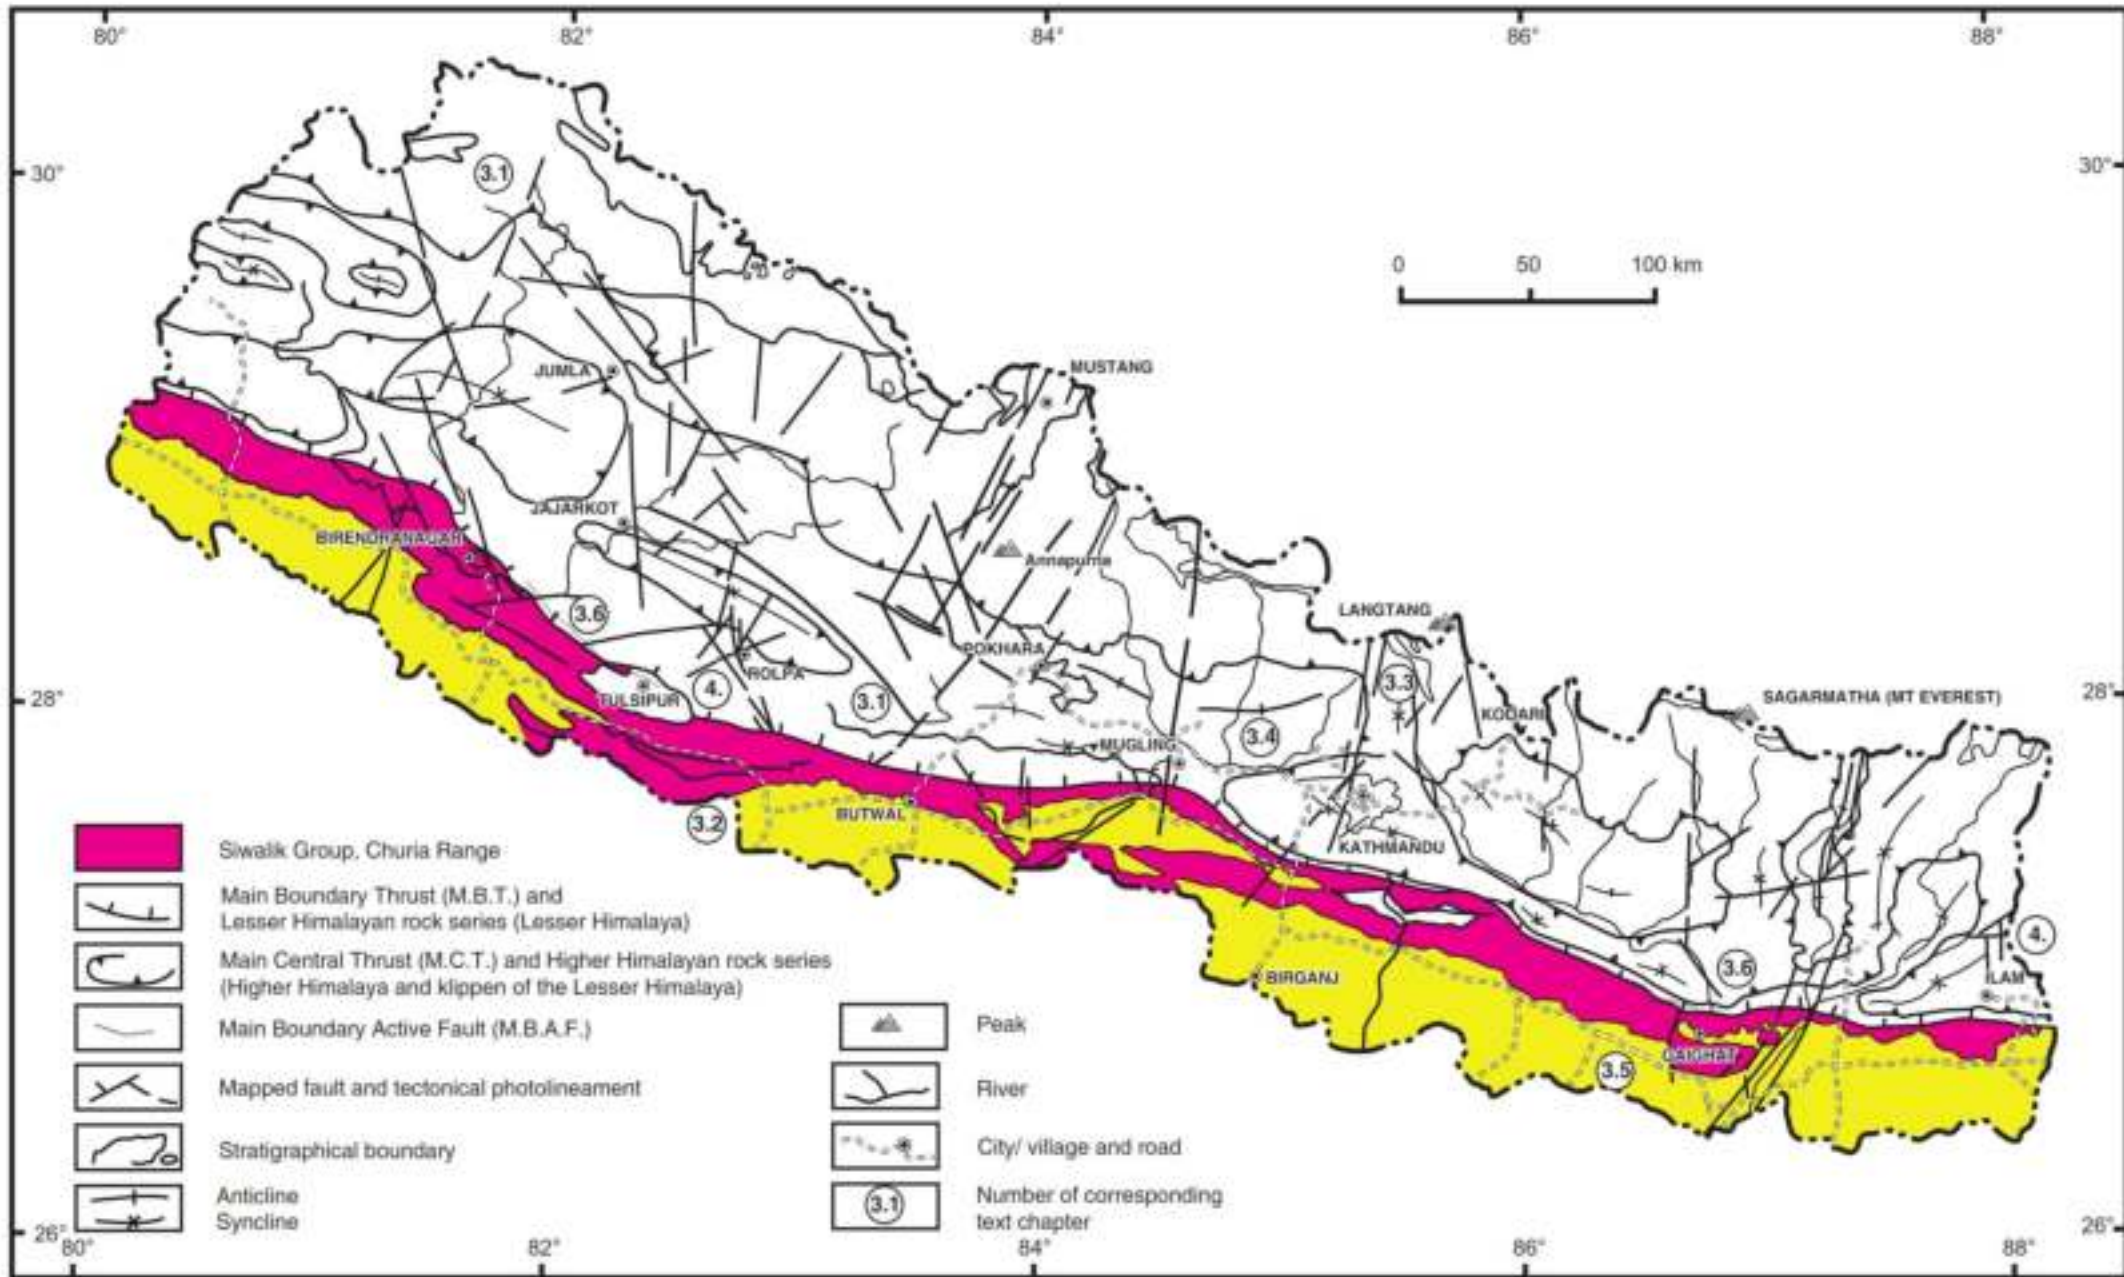 80°
82°
84°
86°
88°
30°
30°
3.1
0
50
100 km
JUMLA
MUSTANG
JAJARKOT
BIRENDRANAGAR
Annapurna
3.6
LANGTANG
POKHARA
ROLPA
3.3
TULSIPUR
4.
3.1
28°
28°
KODARI
SAGARMATHA (MT EVEREST)
3.4
MUGLING
3.2
BUTWAL
KATHMANDU
4.
3.6
ILAM
BIRGANJ
GAIGHAT
3.5
Siwalik Group, Churia Range
Main Boundary Thrust (M.B.T.) and
Lesser Himalayan rock series (Lesser Himalaya)
Main Central Thrust (M.C.T.) and Higher Himalayan rock series
(Higher Himalaya and klippen of the Lesser Himalaya)
Main Boundary Active Fault (M.B.A.F.)
Mapped fault and tectonical photolineament
Stratigraphical boundary
Anticline
Syncline
Peak
River
City/ village and road
3.1
Number of corresponding
text chapter
26°
26°
80°
82°
84°
86°
88°